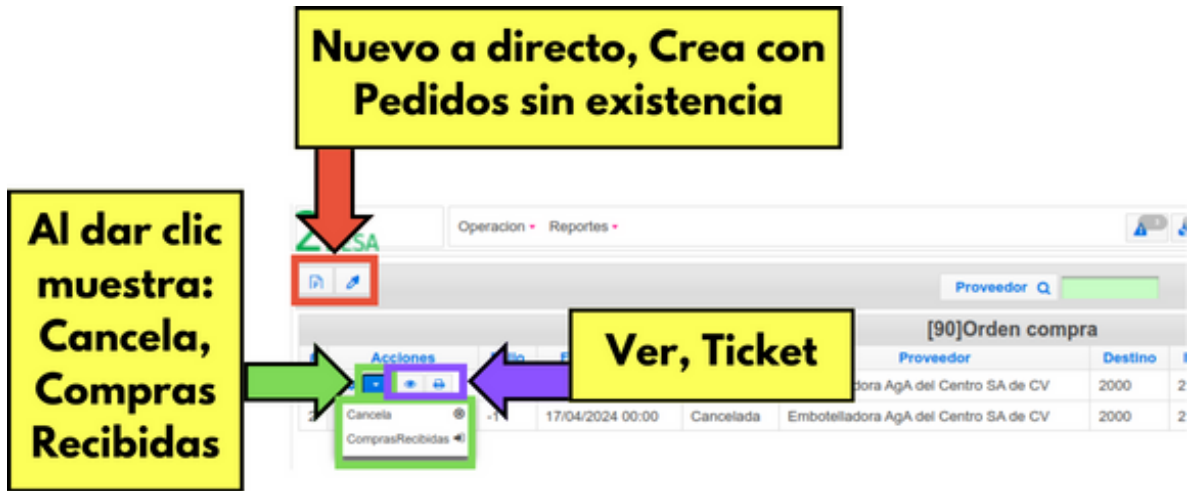 Nuevo a directo, Crea con
Pedidos sin existencia
Al dar clic
muestra:
Cancela,
Compras
Recibidas
Operacion Reportes
Proveedor
[90]Orden compra
Ver, Ticket
Acciones Proveedor Destino
AgA del Centro SA de CV 2000
Cancela -1 17/04/2024 00:00 Cancelada Embotelladora AgA del Centro SA de CV 2000
ComprasRecibidas